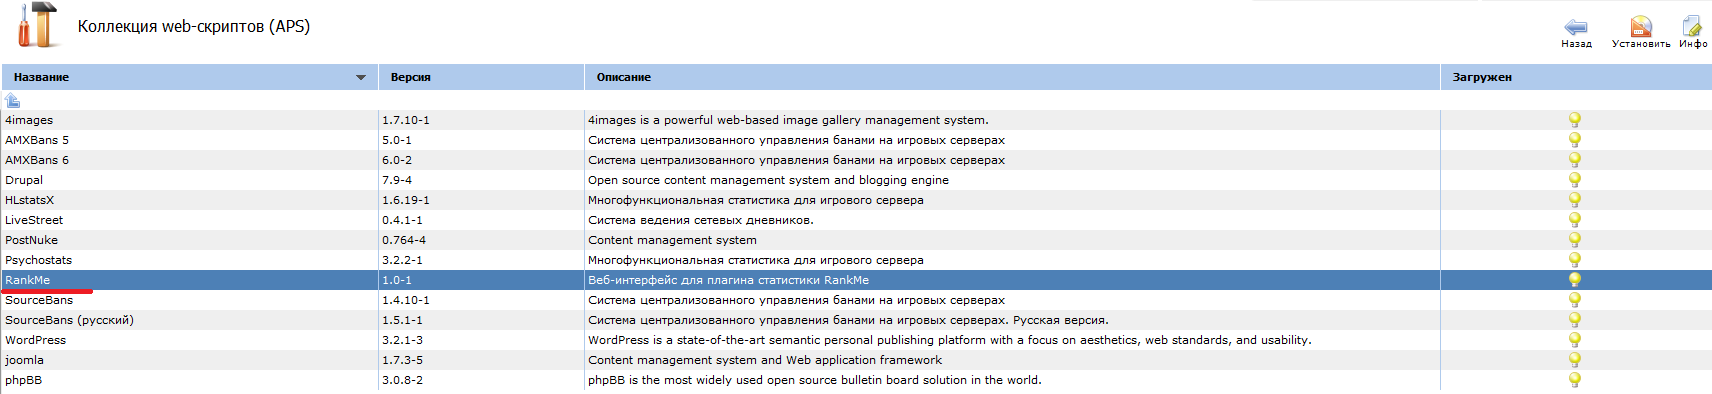 Коллекция web-скриптов (APS)
Назад Установить Инфо
Название Версия Описание Загружен
4images 1.7.10-1 4images is a powerful web-based image gallery management system.
AMXBans 5 5.0-1 Система централизованного управления банами на игровых серверах
AMXBans 6 6.0-2 Система централизованного управления банами на игровых серверах
Drupal 7.9-4 Open source content management system and blogging engine
HLstatsX 1.6.19-1 Многофункциональная статистика для игрового сервера
LiveStreet 0.4.1-1 Система ведения сетевых дневников.
PostNuke 0.764-4 Content management system
Psychostats 3.2.2-1 Многофункциональная статистика для игрового сервера
RankMe 1.0-1 Веб-интерфейс для плагина статистики RankMe
SourceBans 1.4.10-1 Система централизованного управления банами на игровых серверах
SourceBans (русский) 1.5.1-1 Система централизованного управления банами на игровых серверах. Русская версия.
WordPress 3.2.1-3 WordPress is a state-of-the-art semantic personal publishing platform with a focus on aesthetics, web standards, and usability.
joomla 1.7.3-5 Content management system and Web application framework
phpBB 3.0.8-2 phpBB is the most widely used open source bulletin board solution in the world.